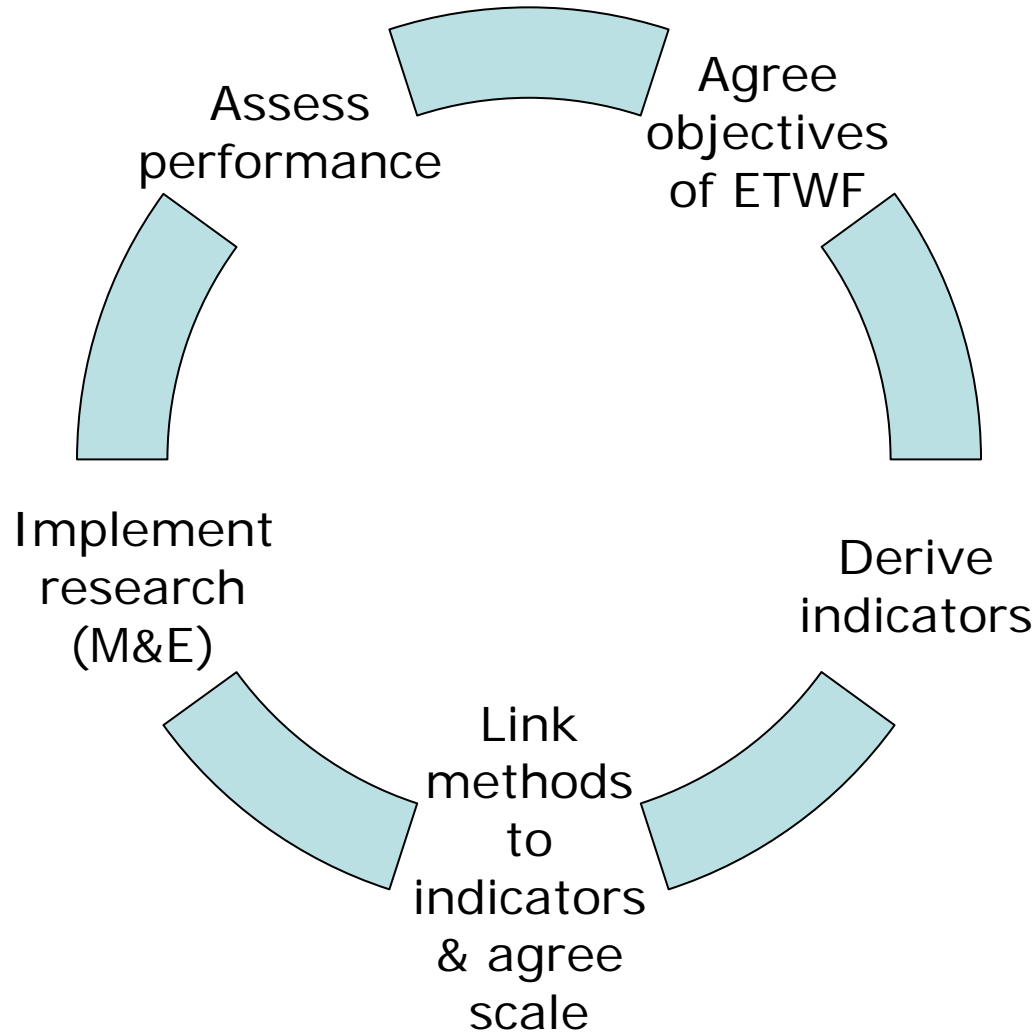 Assess
performance
Agree
objectives
of ETWF
Derive
indicators
Link
methods
to
indicators
& agree
scale
Implement
research
(M&E)